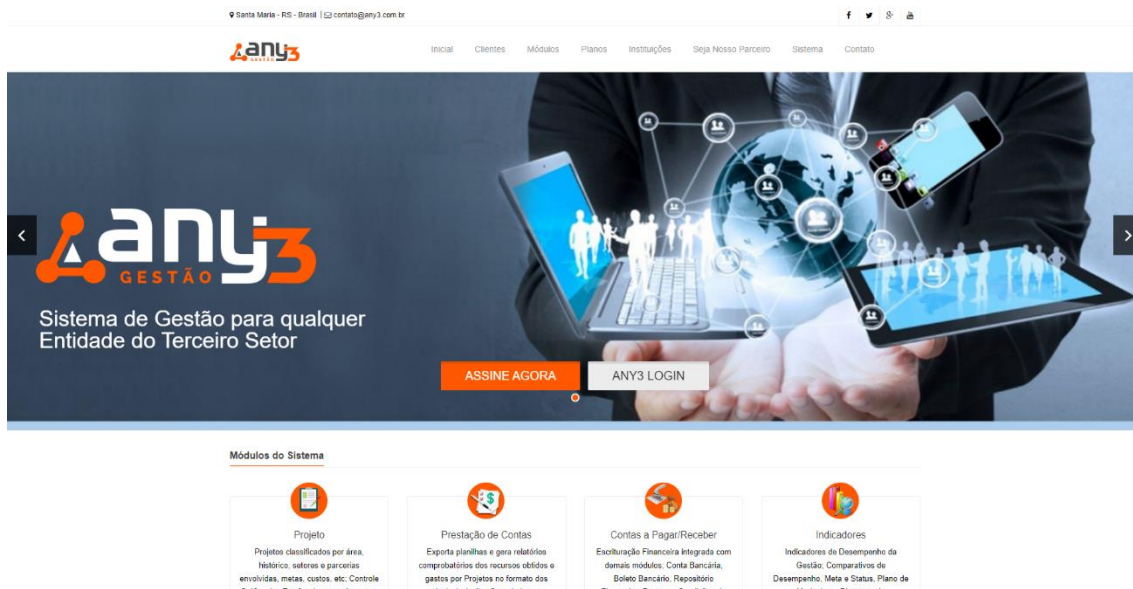 Santa Maria - RS - Brasil | contato@any3.com.br
any3
GESTÃO
Inicial Clientes Módulos Planos Instituições Seja Nosso Parceiro Sistema Contato
any3
GESTÃO
Sistema de Gestão para qualquer
Entidade do Terceiro Setor
ASSINE AGORA
ANY3 LOGIN
Módulos do Sistema
Projeto
Projetos classificados por área,
histórico, setores e parcerias
envolvidas, metas, custos, etc; Controle
Prestação de Contas
Exporta planilhas e gera relatórios
comprobatórios dos recursos obtidos e
gastos por Projetos no formato dos
Contas a Pagar/Receber
Escrituração Financeira integrada com
demais módulos; Conta Bancária,
Boleto Bancário, Repositório
Indicadores
Indicadores de Desempenho da
Gestão; Comparativos de
Desempenho, Meta e Status, Plano de